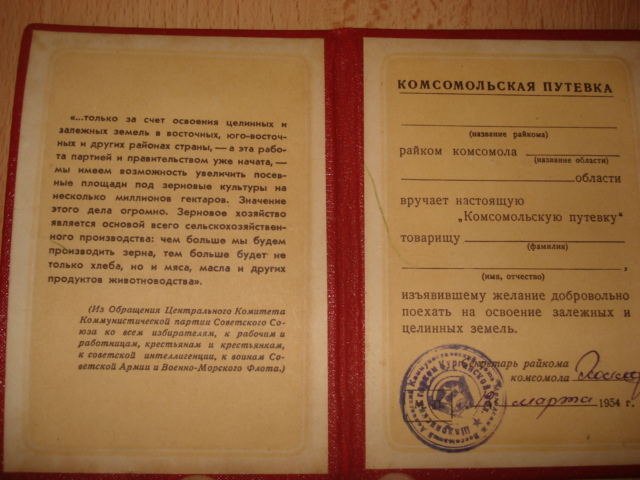 «...только за счет освоения целинных и
залежных земель в восточных, юго-восточ-
ных и других районах страны, — а эта рабо-
та партией и правительством уже начата, —
мы имеем возможность увеличить посев-
ные площади под зерновые культуры на
несколько миллионов гектаров. Значение
этого дела огромно. Зерновое хозяйство
является основой всего сельскохозяйствен-
ного производства: чем больше мы будем
производить зерна, тем больше будет не
только хлеба, но и мяса, масла и других
продуктов животноводства».
(Из Обращения Центрального Комитета
Коммунистической партии Советского Со-
юза ко всем избирателям, к рабочим и
работницам, крестьянам и крестьянкам,
к советской интеллигенции, к воинам Со-
ветской Армии и Военно-Морского Флота.)
КОМСОМОЛЬСКАЯ ПУТЕВКА
(название райкома)
райком комсомола
(название области)
области
вручает настоящую
„Комсомольскую путевку"
товарищу
(фамилия)
,
(имя, отчество)
изъявившему желание добровольно
поехать на освоение залежных и
целинных земель.
Секретарь райкома
комсомола
марта 1954 г.